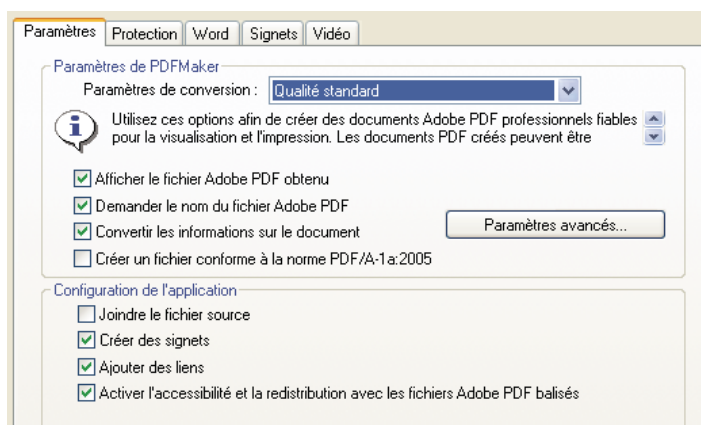 Paramètres Protection Word Signets Vidéo
Paramètres de PDFMaker
Paramètres de conversion : Qualité standard
Utilisez ces options afin de créer des documents Adobe PDF professionnels fiables
pour la visualisation et l'impression. Les documents PDF créés peuvent être
Afficher le fichier Adobe PDF obtenu
Demander le nom du fichier Adobe PDF
Convertir les informations sur le document
Paramètres avancés...
Créer un fichier conforme à la norme PDF/A-1a:2005
Configuration de l'application
Joindre le fichier source
Créer des signets
Ajouter des liens
Activer l'accessibilité et la redistribution avec les fichiers Adobe PDF balisés